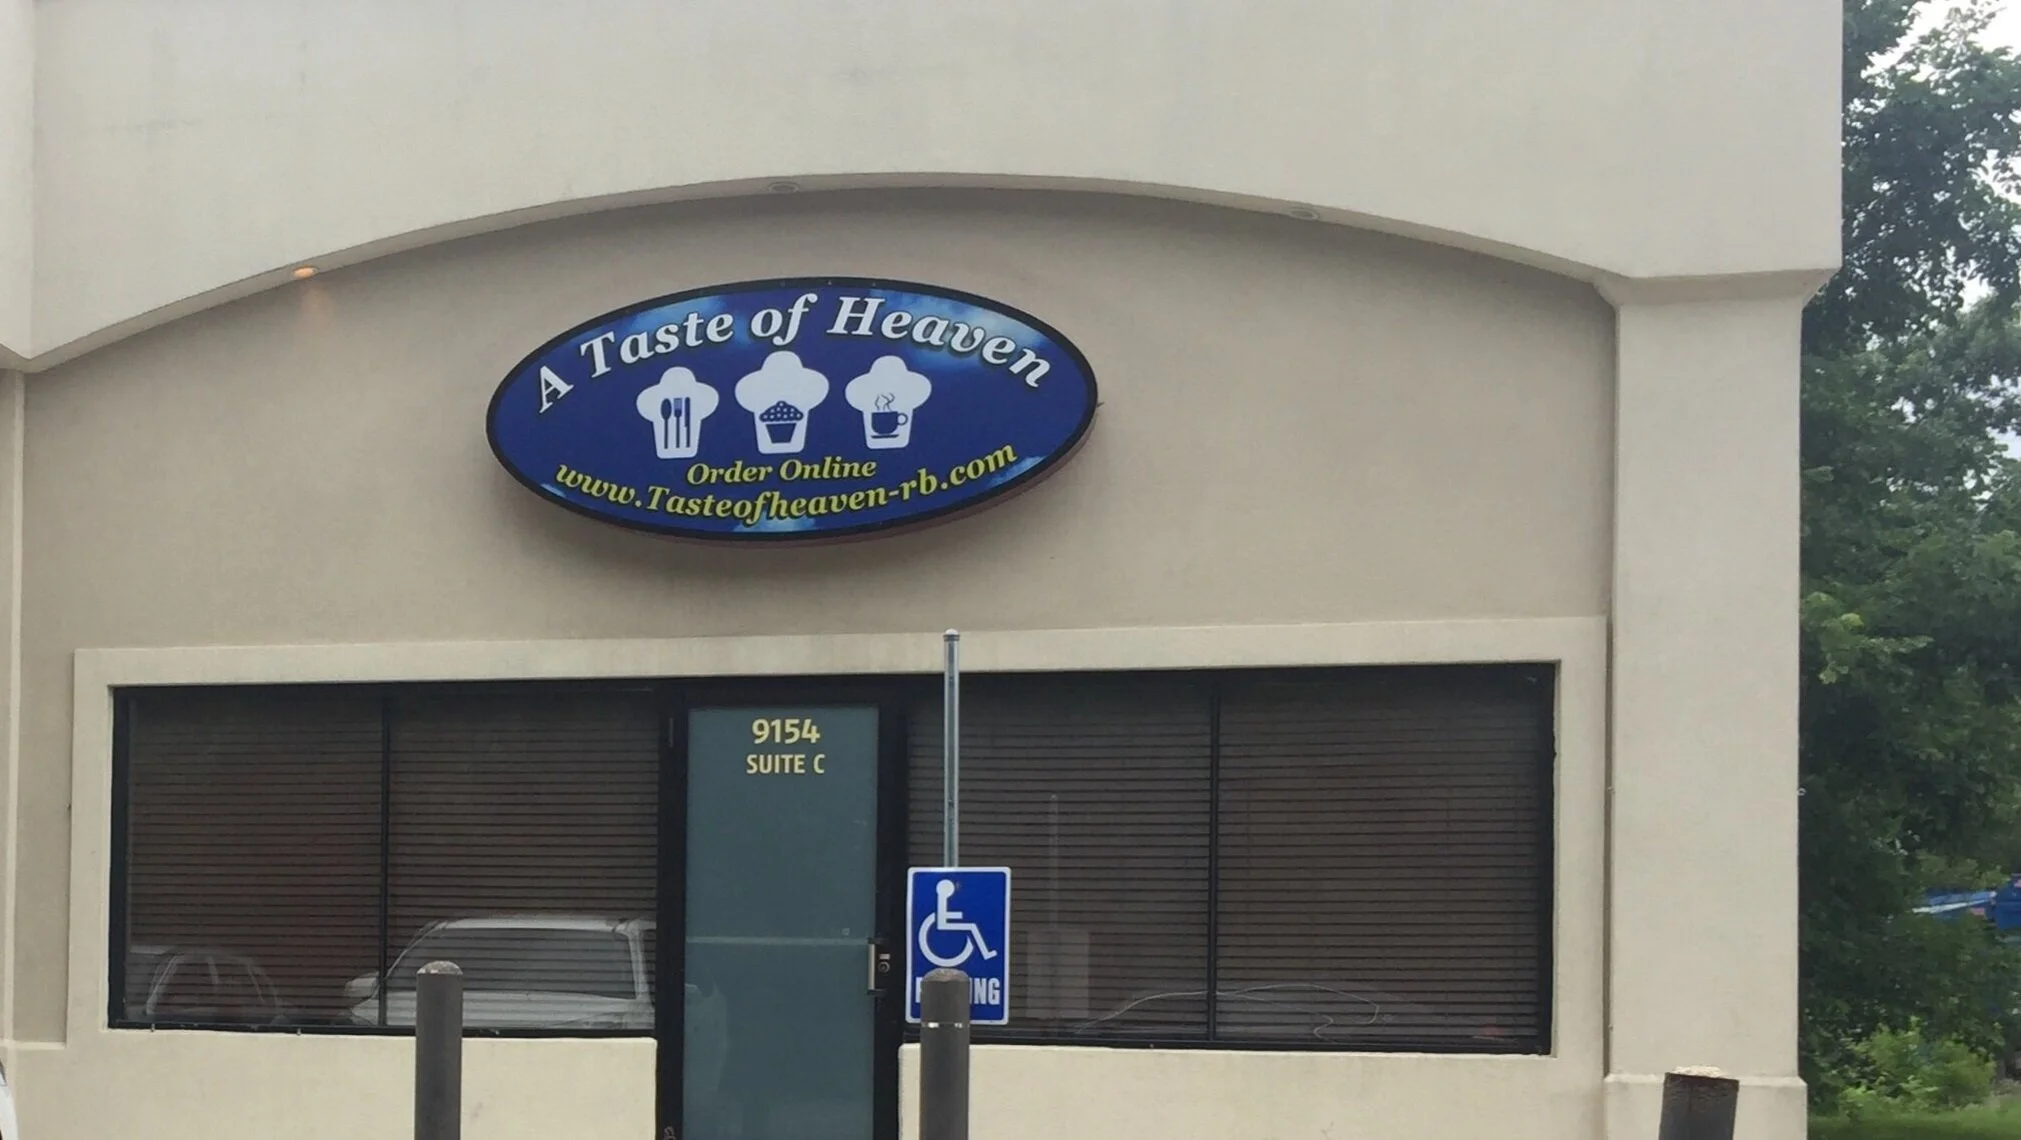 A Taste of Heaven
Order Online
www.Tasteofheaven-rb.com
9154
SUITE C